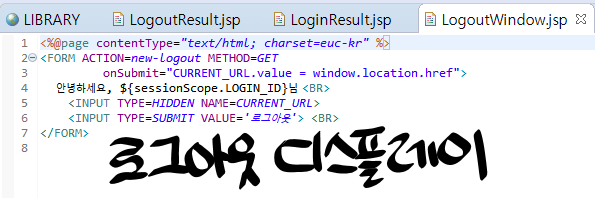 LIBRARY LogoutResult.jsp LoginResult.jsp LogoutWindow.jsp
1 <%@page contentType="text/html; charset=euc-kr" %>
2 <FORM ACTION=new-logout METHOD=GET
3 onSubmit="CURRENT_URL.value = window.location.href">
4 안녕하세요, ${sessionScope.LOGIN_ID}님 <BR>
5 <INPUT TYPE=HIDDEN NAME=CURRENT_URL>
6 <INPUT TYPE=SUBMIT VALUE='로그아웃'> <BR>
7 </FORM>
8
로그아웃 디스플레이